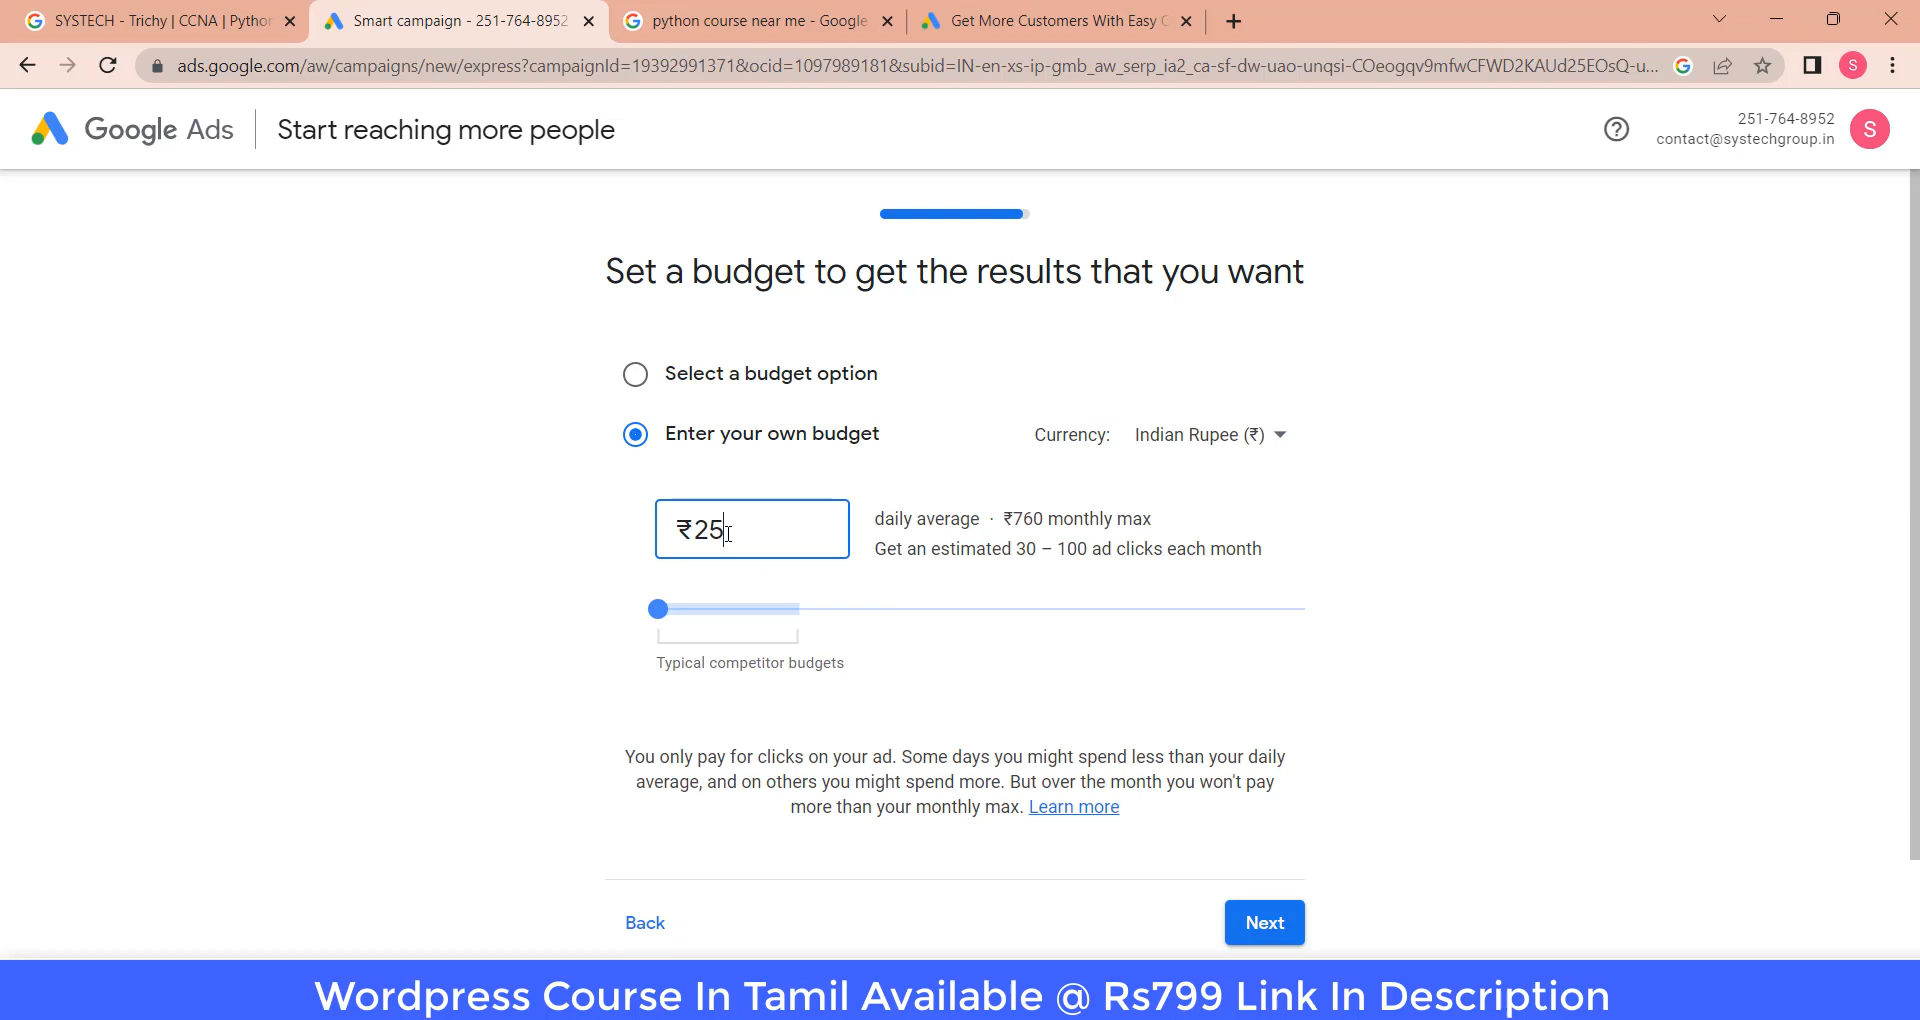 SYSTECH - Trichy | CCNA | Python
Smart campaign - 251-764-8952
python course near me - Google
Get More Customers With Easy
ads.google.com/aw/campaigns/new/express?campaignId=19392991371&ocid=1097989181&subid=IN-en-xs-ip-gmb_aw_serp_ia2_ca-sf-dw-uao-unqsi-COeogqv9mfwCFWD2KAUd25EOsQ-u...
S
Google Ads
Start reaching more people
251-764-8952
contact@systechgroup.in
S
Set a budget to get the results that you want
Select a budget option
Enter your own budget
Currency: Indian Rupee (₹)
₹25
daily average · ₹760 monthly max
Get an estimated 30 – 100 ad clicks each month
Typical competitor budgets
You only pay for clicks on your ad. Some days you might spend less than your daily
average, and on others you might spend more. But over the month you won't pay
more than your monthly max. Learn more
Back
Next
Wordpress Course In Tamil Available @ Rs799 Link In Description